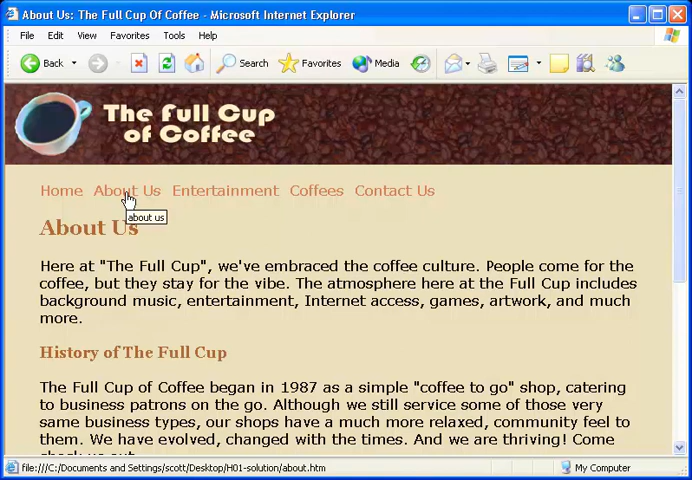 About Us: The Full Cup Of Coffee - Microsoft Internet Explorer
File Edit View Favorites Tools Help
Back Search Favorites Media
The Full Cup
of Coffee
Home About Us Entertainment Coffees Contact Us
about us
About Us
Here at "The Full Cup", we've embraced the coffee culture. People come for the
coffee, but they stay for the vibe. The atmosphere here at the Full Cup includes
background music, entertainment, Internet access, games, artwork, and much
more.
History of The Full Cup
The Full Cup of Coffee began in 1987 as a simple "coffee to go" shop, catering
to business patrons on the go. Although we still service some of those very
same business types, our shops have a much more relaxed, community feel to
them. We have evolved, changed with the times. And we are thriving! Come
check us out
file:///C:/Documents and Settings/scott/Desktop/H01-solution/about.htm
My Computer